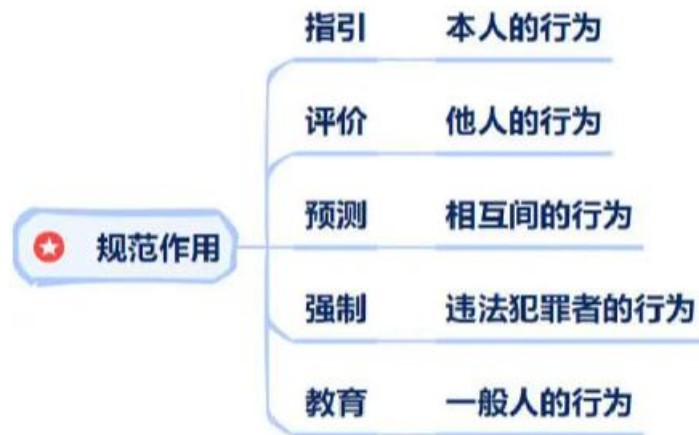 指引 本人的行为
评价 他人的行为
规范作用
预测 相互间的行为
强制 违法犯罪者的行为
教育 一般人的行为